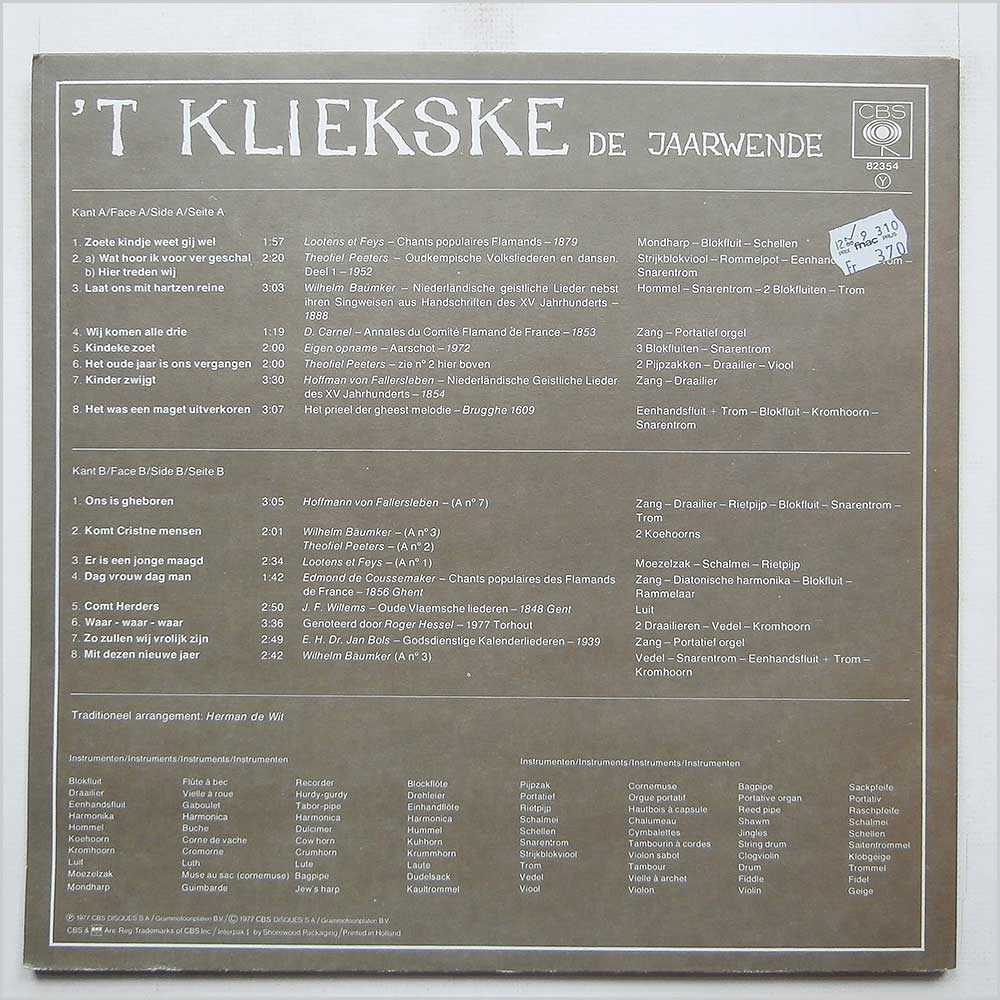 'T KLIEKSKE DE JAARWENDE
CBS
82354
Y
Kant A/Face A/Side A/Seite A
1. Zoete kindje weet gij wel 1:57 Lootens et Feys – Chants populaires Flamands – 1879 Mondharp – Blokfluit – Schellen
2. a) Wat hoor ik voor ver geschal 2:20 Theofiel Peeters – Oudkempische Volksliederen en dansen. Strijkblokviool – Rommelpot – Eenhand
b) Hier treden wij Deel 1 – 1952 Snarentrom
3. Laat ons mit hartzen reine 3:03 Wilhelm Baümker – Niederländische geistliche Lieder nebst Hommel – Snarentrom – 2 Blokfluiten – Trom
ihren Singweisen aus Handschriften des XV Jahrhunderts –
1888
4. Wij komen alle drie 1:19 D. Carnel – Annales du Comité Flamand de France – 1853 Zang – Portatief orgel
5. Kindeke zoet 2:00 Eigen opname – Aarschot – 1972 3 Blokfluiten – Snarentrom
6. Het oude jaar is ons vergangen 2:00 Theofiel Peeters – zie nº 2 hier boven 2 Pijpzakken – Draailier – Viool
7. Kinder zwijgt 3:30 Hoffman von Fallersleben – Niederländische Geistliche Lieder Zang – Draailier
des XV Jahrhunderts – 1854
8. Het was een maget uitverkoren 3:07 Het prieel der gheest melodie – Brugghe 1609 Eenhandsfluit + Trom – Blokfluit – Kromhoorn –
Snarentrom
12 9 310
PRIX fnac PRIX
Fr 370
rom –
Kant B/Face B/Side B/Seite B
1. Ons is gheboren 3:05 Hoffmann von Fallersleben – (A nº 7) Zang – Draailier – Rietpijp – Blokfluit – Snarentrom –
Trom
2. Komt Cristne mensen 2:01 Wilhelm Bäumker – (A nº 3) 2 Koehoorns
Theofiel Peeters – (A nº 2)
3. Er is een jonge maagd 2:34 Lootens et Feys – (A nº 1) Moezelzak – Schalmei – Rietpijp
4. Dag vrouw dag man 1:42 Edmond de Coussemaker – Chants populaires des Flamands Zang – Diatonische harmonika – Blokfluit –
de France – 1856 Ghent Rammelaar
5. Comt Herders 2:50 J. F. Willems – Oude Vlaemsche liederen – 1848 Gent Luit
6. Waar - waar - waar 3:36 Genoteerd door Roger Hessel – 1977 Torhout 2 Draailieren – Vedel – Kromhoorn
7. Zo zullen wij vrolijk zijn 2:49 E. H. Dr. Jan Bols – Godsdienstige Kalenderliederen – 1939 Zang – Portatief orgel
8. Mit dezen nieuwe jaer 2:42 Wilhelm Bäumker (A nº 3) Vedel – Snarentrom – Eenhandsfluit + Trom –
Kromhoorn
Traditioneel arrangement: Herman de Wit
Instrumenten/Instruments/Instruments/Instrumenten
Blokfluit Flûte à bec Recorder Blockflöte
Draailier Vielle à roue Hurdy-gurdy Drehleier
Eenhandsfluit Gaboulet Tabor-pipe Einhandflöte
Harmonika Harmonica Harmonica Harmonica
Hommel Buche Dulcimer Hummel
Koehoorn Corne de vache Cow horn Kuhhorn
Kromhoorn Cromorne Crumhorn Krummhorn
Luit Luth Lute Laute
Moezelzak Muse au sac (cornemuse) Bagpipe Dudelsack
Mondharp Guimbarde Jew's harp Kaultrommel
Instrumenten/Instruments/Instruments/Instrumenten
Pijpzak Cornemuse Bagpipe Sackpfeife
Portatief Orgue portatif Portative organ Portativ
Rietpijp Hautbois à capsule Reed pipe Raschpfeife
Schalmei Chalumeau Shawm Schalmei
Schellen Cymbalettes Jingles Schellen
Snarentrom Tambourin à cordes String drum Saitentrommel
Strijkblokviool Violon sabot Clogviolin Klobgeige
Trom Tambour Drum Trommel
Vedel Vielle à archet Fiddle Fidel
Viool Violon Violin Geige
℗ 1977 CBS DISQUES S A / Grammofoonplaten B.V. / © 1977 CBS DISQUES S A / Grammofoonplaten B.V.
CBS & CBS Are Reg. Trademarks of CBS Inc / Interpak I by Shorewood Packaging / Printed in Holland